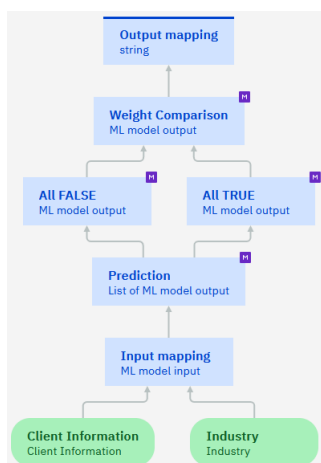 Output mapping
string
M
Weight Comparison
ML model output
M
M
All FALSE
ML model output
All TRUE
ML model output
M
Prediction
List of ML model output
Input mapping
ML model input
Client Information
Client Information
Industry
Industry